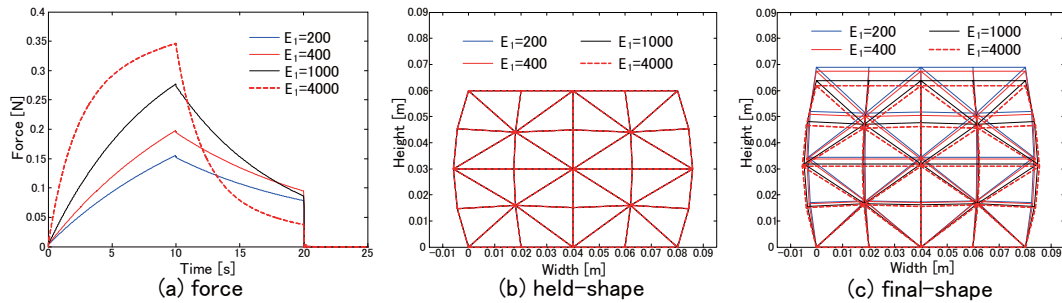 0.4
0.35
0.3
0.25
0.2
0.15
0.1
0.05
0
Force [N]
E1=200
E1=400
E1=1000
E1=4000
0 5 10 15 20 25
Time [s]
(a) force
0.09
0.08
0.07
0.06
0.05
0.04
0.03
0.02
0.01
0
Height [m]
E1=200 E1=1000
E1=400 E1=4000
-0.01 0 0.01 0.02 0.03 0.04 0.05 0.06 0.07 0.08 0.09
Width [m]
(b) held-shape
0.09
0.08
0.07
0.06
0.05
0.04
0.03
0.02
0.01
0
Height [m]
E1=200 E1=1000
E1=400 E1=4000
-0.01 0 0.01 0.02 0.03 0.04 0.05 0.06 0.07 0.08 0.09
Width [m]
(c) final-shape